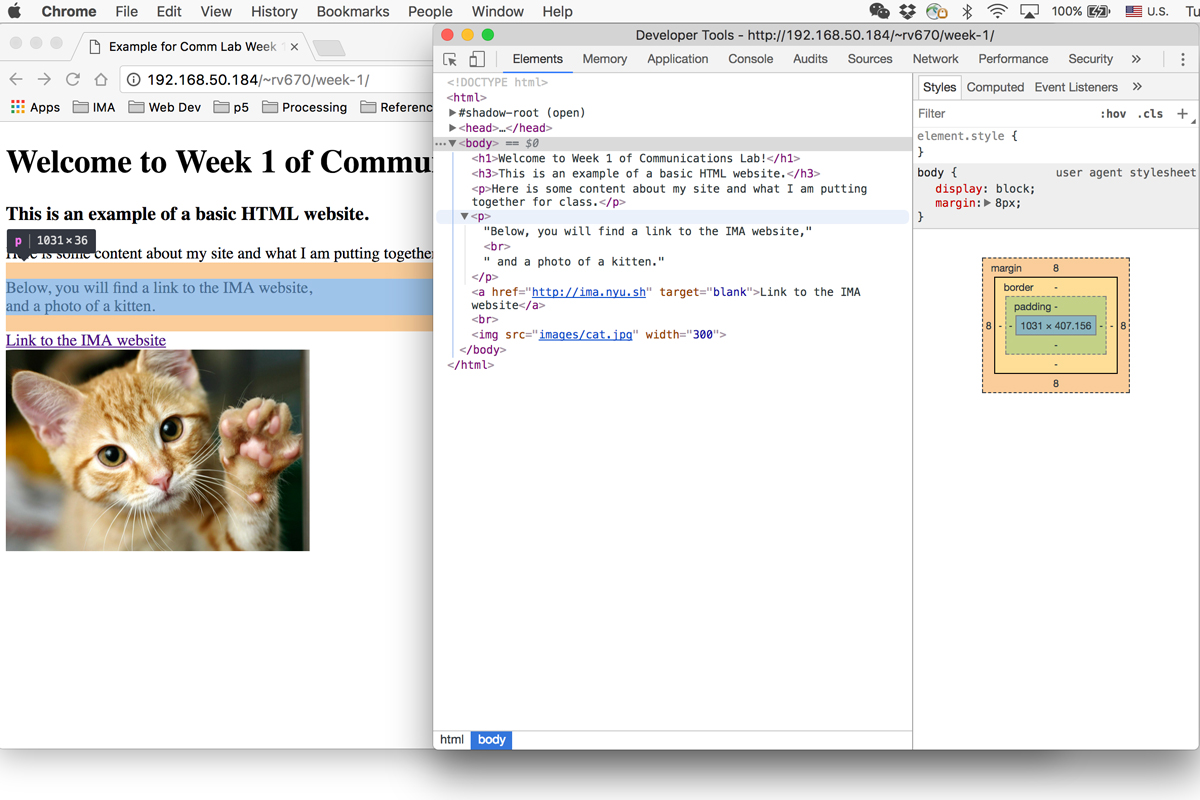 Chrome File Edit View History Bookmarks People Window Help 100% U.S. Tu
Example for Comm Lab Week ×
192.168.50.184/~rv670/week-1/
Apps IMA Web Dev p5 Processing Referenc
Welcome to Week 1 of Commu
This is an example of a basic HTML website.
p 1031×36
Here is some content about my site and what I am putting together
Below, you will find a link to the IMA website,
and a photo of a kitten.
Link to the IMA website
Developer Tools - http://192.168.50.184/~rv670/week-1/
Elements Memory Application Console Audits Sources Network Performance Security »
<!DOCTYPE html>
<html>
▶#shadow-root (open)
▶<head>…</head>
…▼<body> == $0
<h1>Welcome to Week 1 of Communications Lab!</h1>
<h3>This is an example of a basic HTML website.</h3>
<p>Here is some content about my site and what I am putting
together for class.</p>
▼<p>
"Below, you will find a link to the IMA website,"
<br>
" and a photo of a kitten."
</p>
<a href="http://ima.nyu.sh" target="blank">Link to the IMA
website</a>
<br>
<img src="images/cat.jpg" width="300">
</body>
</html>
html body
Styles Computed Event Listeners »
Filter :hov .cls +
element.style {
}
body { user agent stylesheet
display: block;
margin:▶8px;
}
margin 8
border -
padding -
8 - - 1031 × 407.156 - - 8
-
-
8